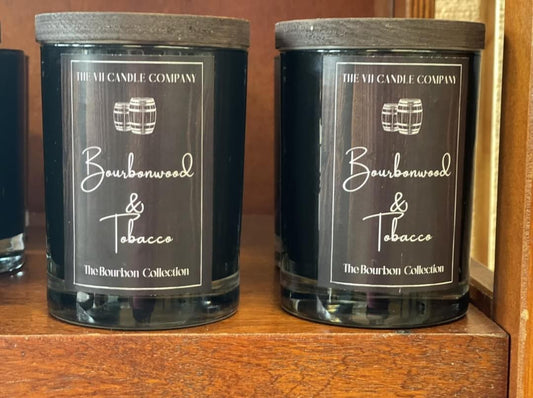 THE VII CANDLE COMPANY
Bourbonwood
&
Tobacco
The Bourbon Collection
THE VII CANDLE COMPANY
Bourbonwood
&
Tobacco
The Bourbon Collection